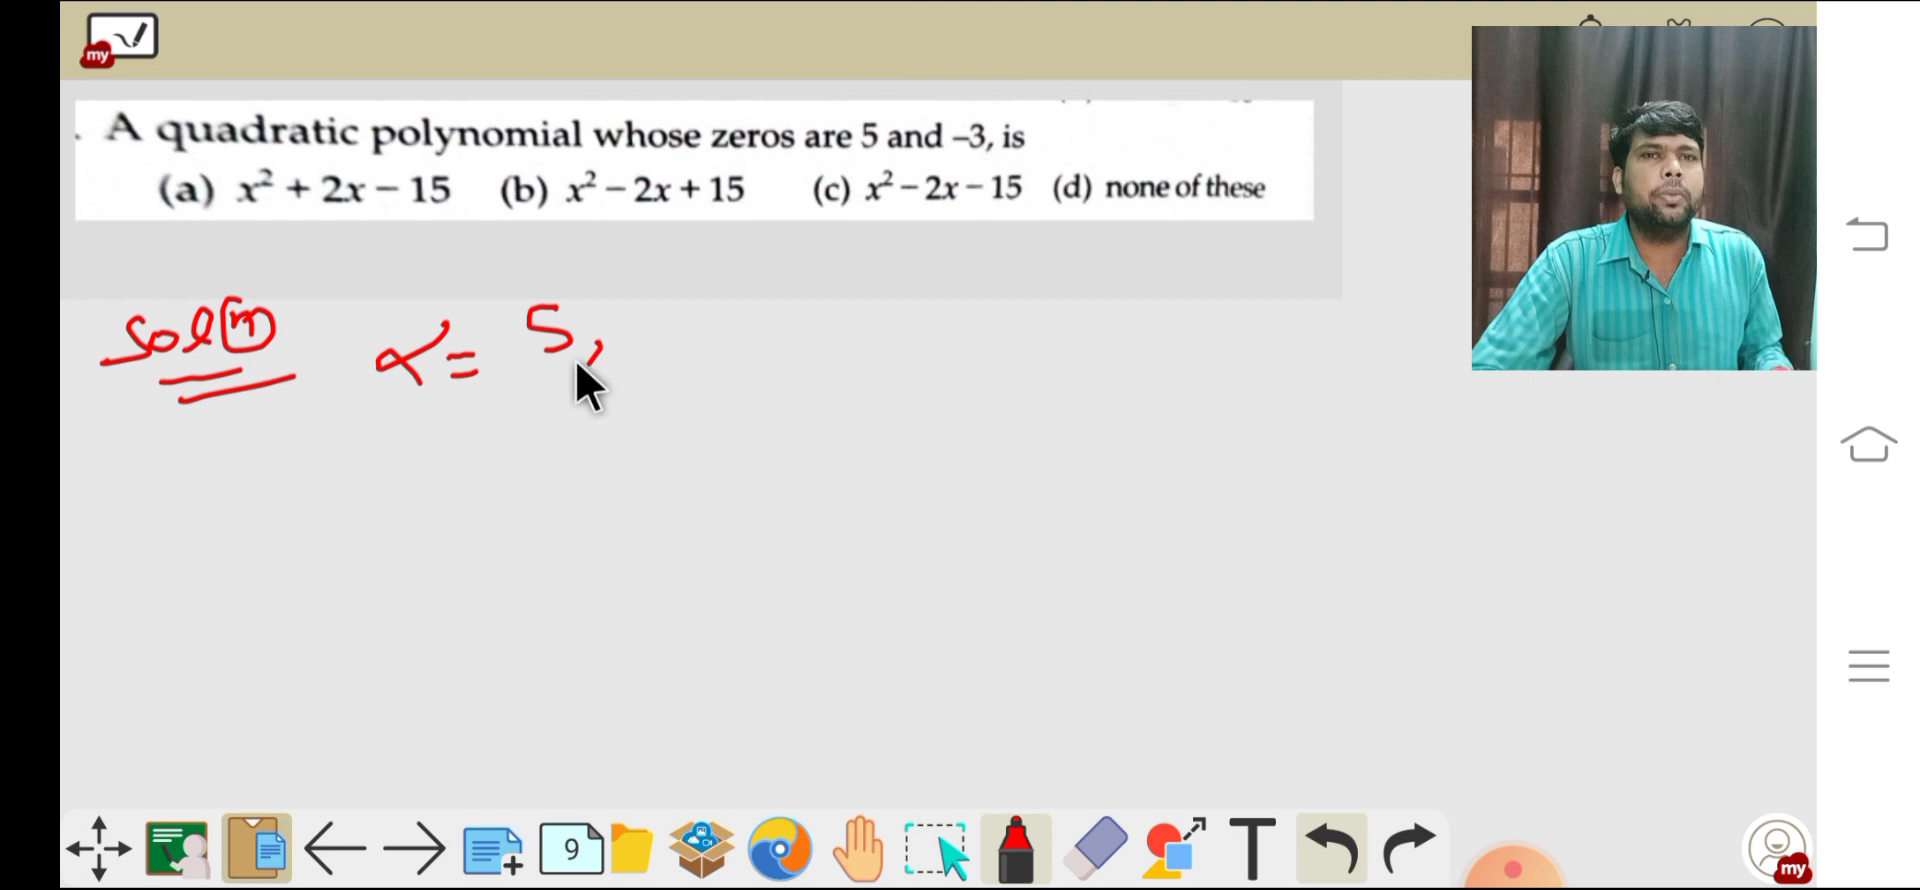 my
. A quadratic polynomial whose zeros are 5 and –3, is
(a) x² + 2x – 15 (b) x² – 2x + 15 (c) x² – 2x – 15 (d) none of these
Sol(n) α = 5,
9
T
my